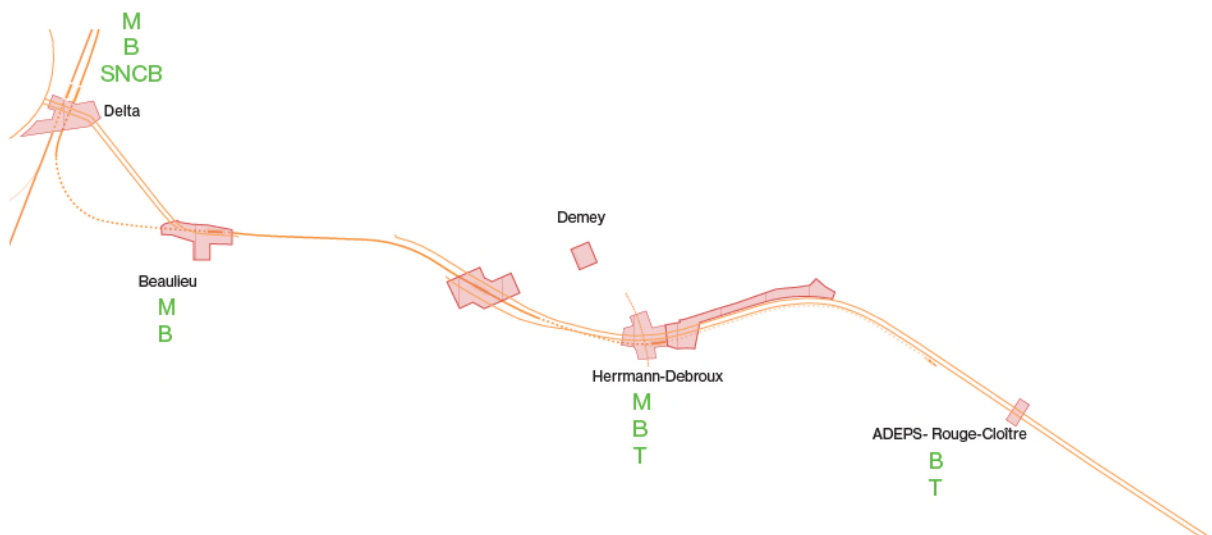 M
B
SNCB
Delta
Demey
Beaulieu
M
B
Herrmann-Debroux
M
B
T
ADEPS- Rouge-Cloître
B
T